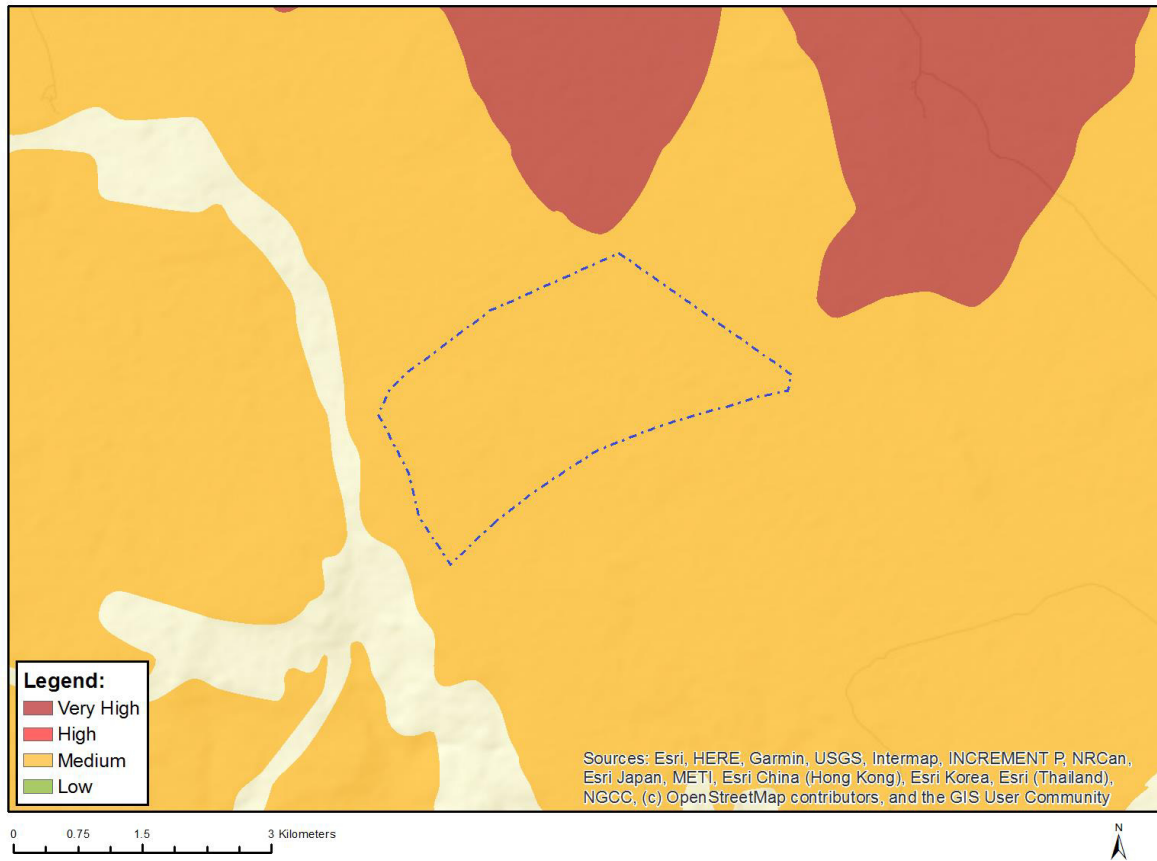 Legend:
Very High
High
Medium
Low
Sources: Esri, HERE, Garmin, USGS, Intermap, INCREMENT P, NRCan,
Esri Japan, METI, Esri China (Hong Kong), Esri Korea, Esri (Thailand),
NGCC, (c) OpenStreetMap contributors, and the GIS User Community
0 0.75 1.5 3 Kilometers
N